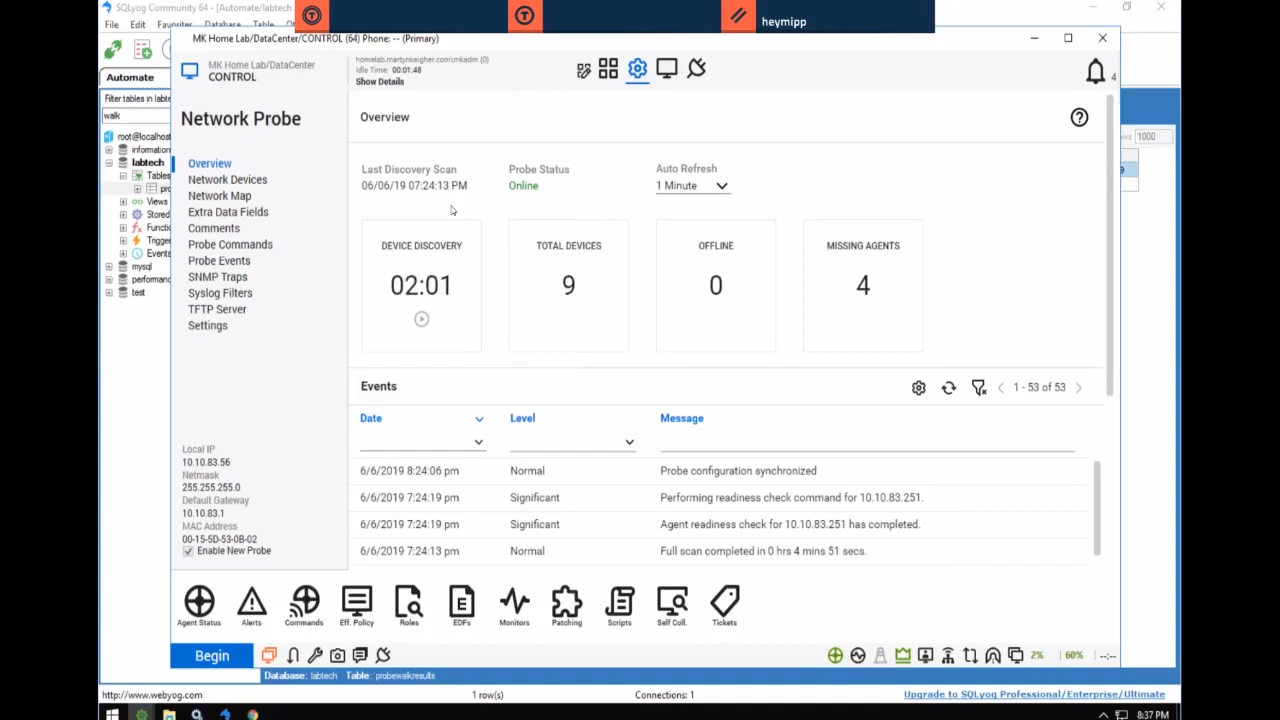 SQLyog Community 64 - [Automate/labtech
heymipp
File Edit Favorites Database Table
MK Home Lab/DataCenter/CONTROL (64) Phone: -- (Primary)
MK Home Lab/DataCenter
CONTROL
homelab.martynkeigher.com\mkadm (0)
Idle Time: 00:01:48
Show Details
4
Automate
Filter tables in labte
walk
root@localhost
information
labtech
Tables
pro
Views
Stored
Functi
Trigge
Events
mysql
performanc
test
1000
Network Probe
Overview
Network Devices
Network Map
Extra Data Fields
Comments
Probe Commands
Probe Events
SNMP Traps
Syslog Filters
TFTP Server
Settings
Local IP
10.10.83.56
Netmask
255.255.255.0
Default Gateway
10.10.83.1
MAC Address
00-15-5D-53-0B-02
Enable New Probe
Overview
Last Discovery Scan
06/06/19 07:24:13 PM
Probe Status
Online
Auto Refresh
1 Minute
DEVICE DISCOVERY
02:01
TOTAL DEVICES
9
OFFLINE
0
MISSING AGENTS
4
Events
1 - 53 of 53
Date Level Message
6/6/2019 8:24:06 pm Normal Probe configuration synchronized
6/6/2019 7:24:19 pm Significant Performing readiness check command for 10.10.83.251.
6/6/2019 7:24:19 pm Significant Agent readiness check for 10.10.83.251 has completed.
6/6/2019 7:24:13 pm Normal Full scan completed in 0 hrs 4 mins 51 secs.
Agent Status Alerts Commands Eff. Policy Roles EDFs Monitors Patching Scripts Self Coll. Tickets
Begin
2% 60% --:--
Database: labtech Table: probewalkresults
http://www.webyog.com 1 row(s) Connections: 1 Upgrade to SQLyog Professional/Enterprise/Ultimate
8:37 PM